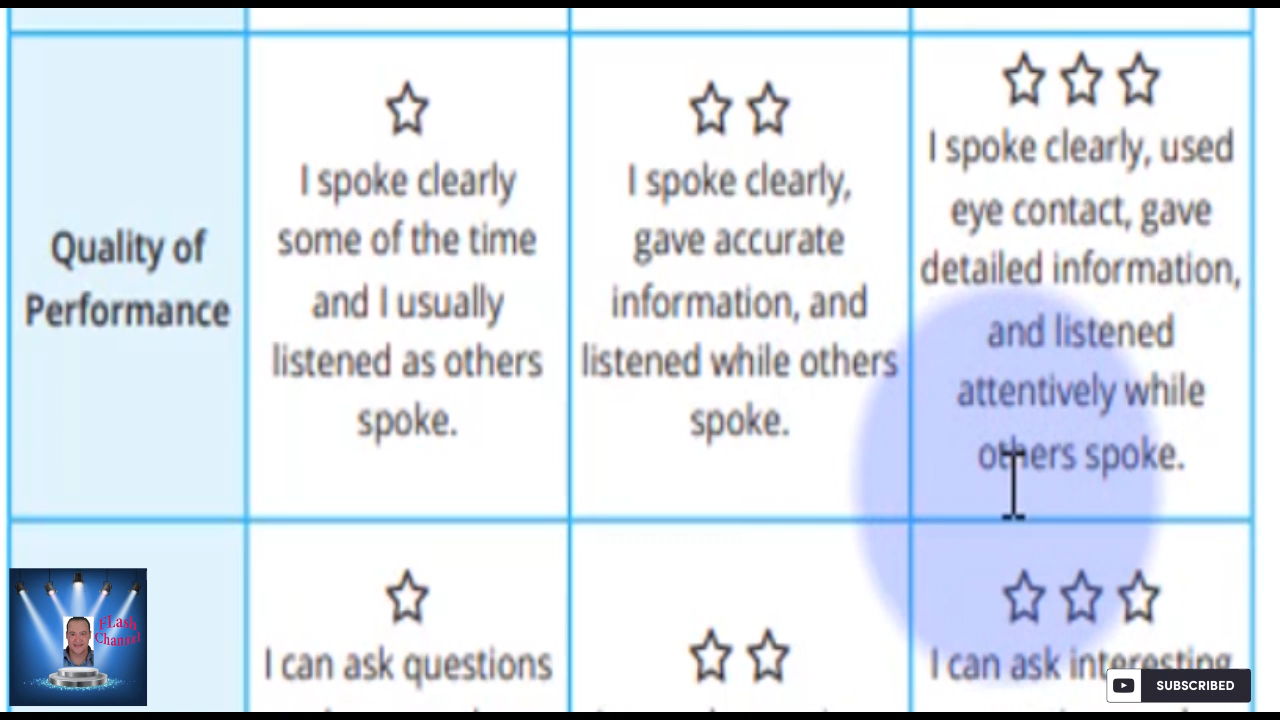 Quality of
Performance
I spoke clearly
some of the time
and I usually
listened as others
spoke.
I spoke clearly,
gave accurate
information, and
listened while others
spoke.
I spoke clearly, used
eye contact, gave
detailed information,
and listened
attentively while
others spoke.
I can ask questions
I can ask interesting
FLash
Channel
SUBSCRIBED